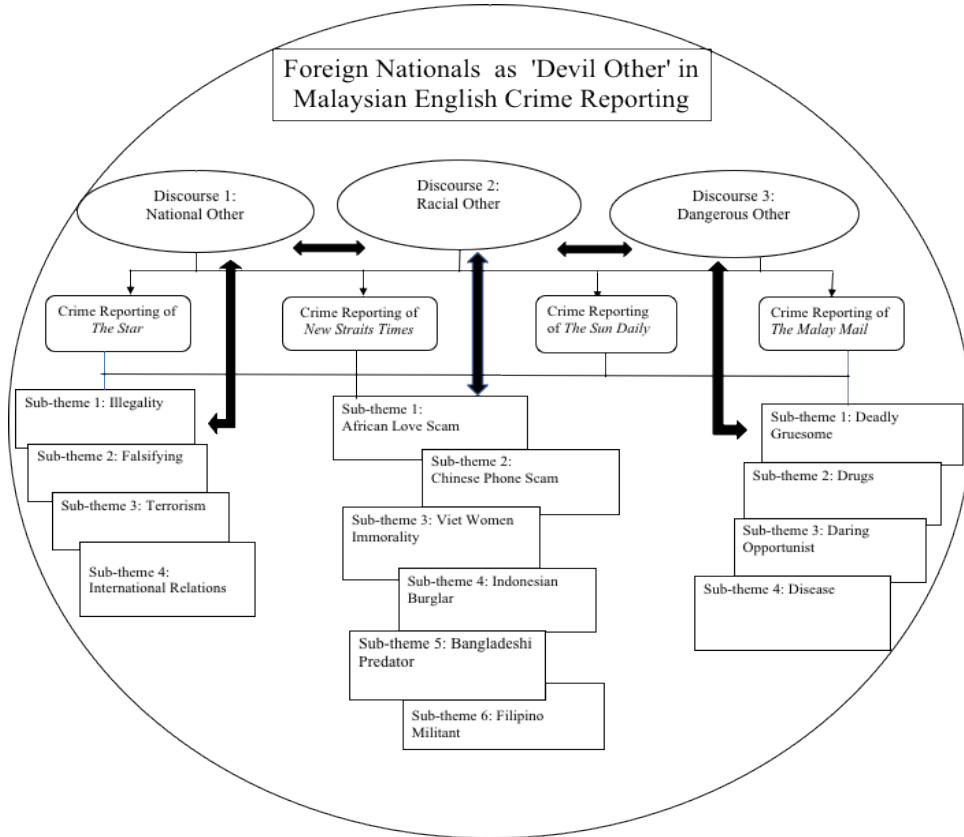 Foreign Nationals as 'Devil Other' in
Malaysian English Crime Reporting
Discourse 1:
National Other
Discourse 2:
Racial Other
Discourse 3:
Dangerous Other
Crime Reporting of
The Star
Crime Reporting of
New Straits Times
Crime Reporting
of The Sun Daily
Crime Reporting of
The Malay Mail
Sub-theme 1: Illegality
Sub-theme 2: Falsifying
Sub-theme 3: Terrorism
Sub-theme 4:
International Relations
Sub-theme 1:
African Love Scam
Sub-theme 2:
Chinese Phone Scam
Sub-theme 3: Viet Women
Immorality
Sub-theme 4: Indonesian
Burglar
Sub-theme 5: Bangladeshi
Predator
Sub-theme 6: Filipino
Militant
Sub-theme 1: Deadly
Gruesome
Sub-theme 2: Drugs
Sub-theme 3: Daring
Opportunist
Sub-theme 4: Disease